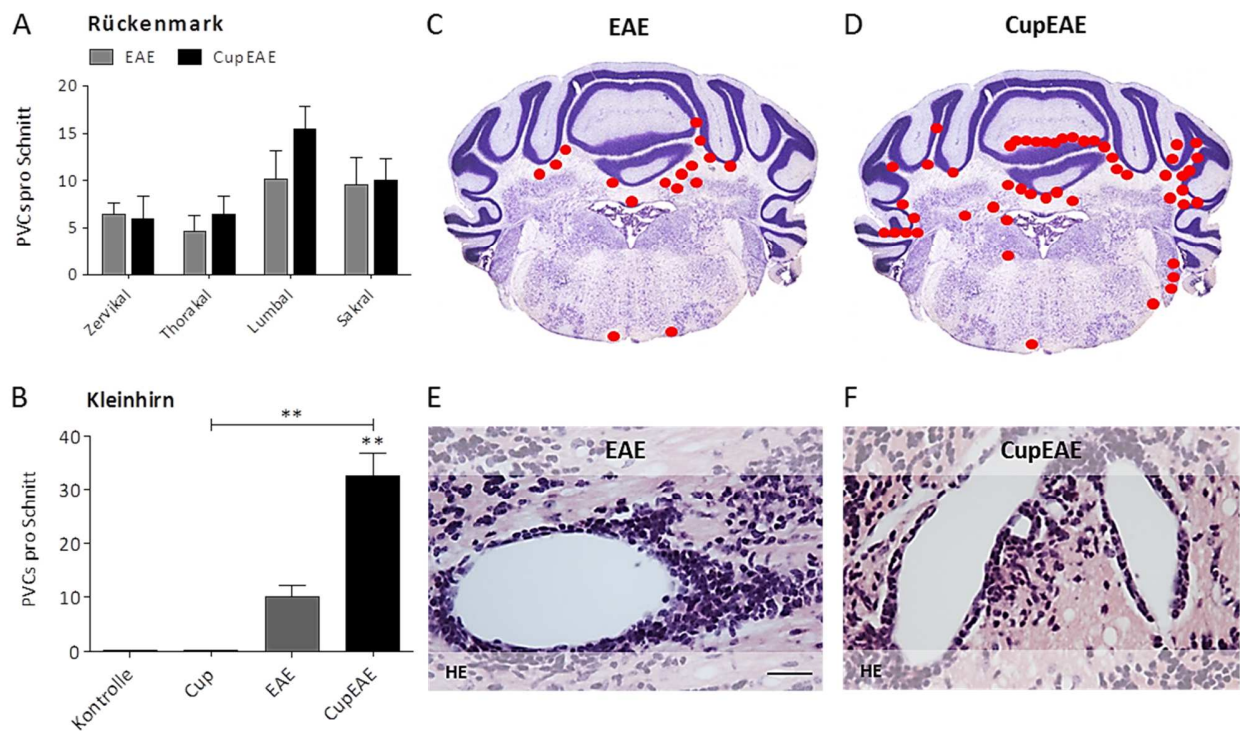 A Rückenmark
EAE CupEAE
PVCs pro Schnitt
20
15
10
5
0
Zervikal
Thorakal
Lumbal
Sakral
B Kleinhirn
**
**
PVCs pro Schnitt
40
30
20
10
0
Kontrolle
Cup
EAE
CupEAE
C EAE
D CupEAE
E
EAE
HE
F
CupEAE
HE